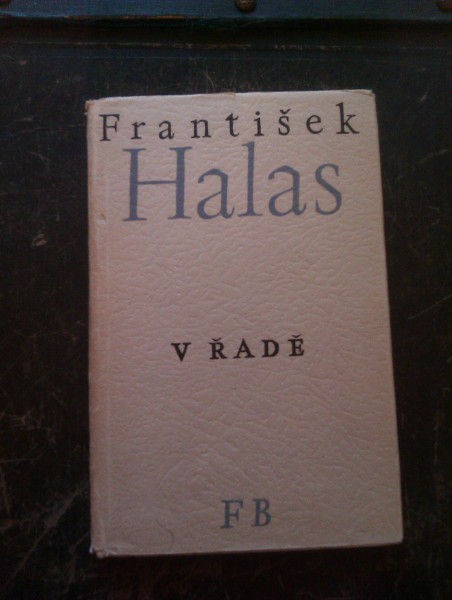 František
Halas
V ŘADĚ
FB